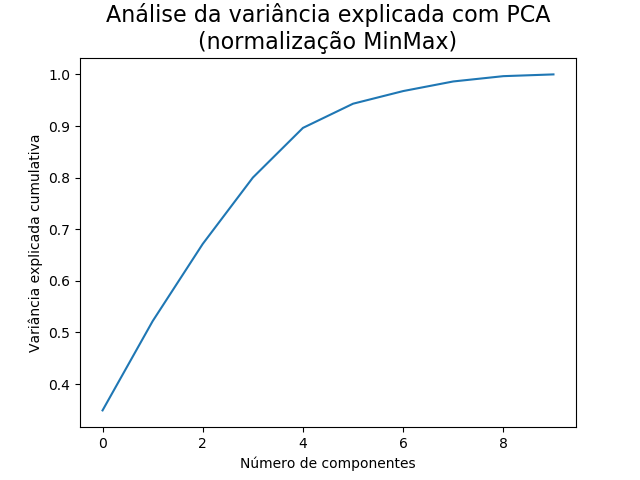 Análise da variância explicada com PCA
(normalização MinMax)
1.0
0.9
0.8
0.7
0.6
0.5
0.4
Variância explicada cumulativa
0 2 4 6 8
Número de componentes